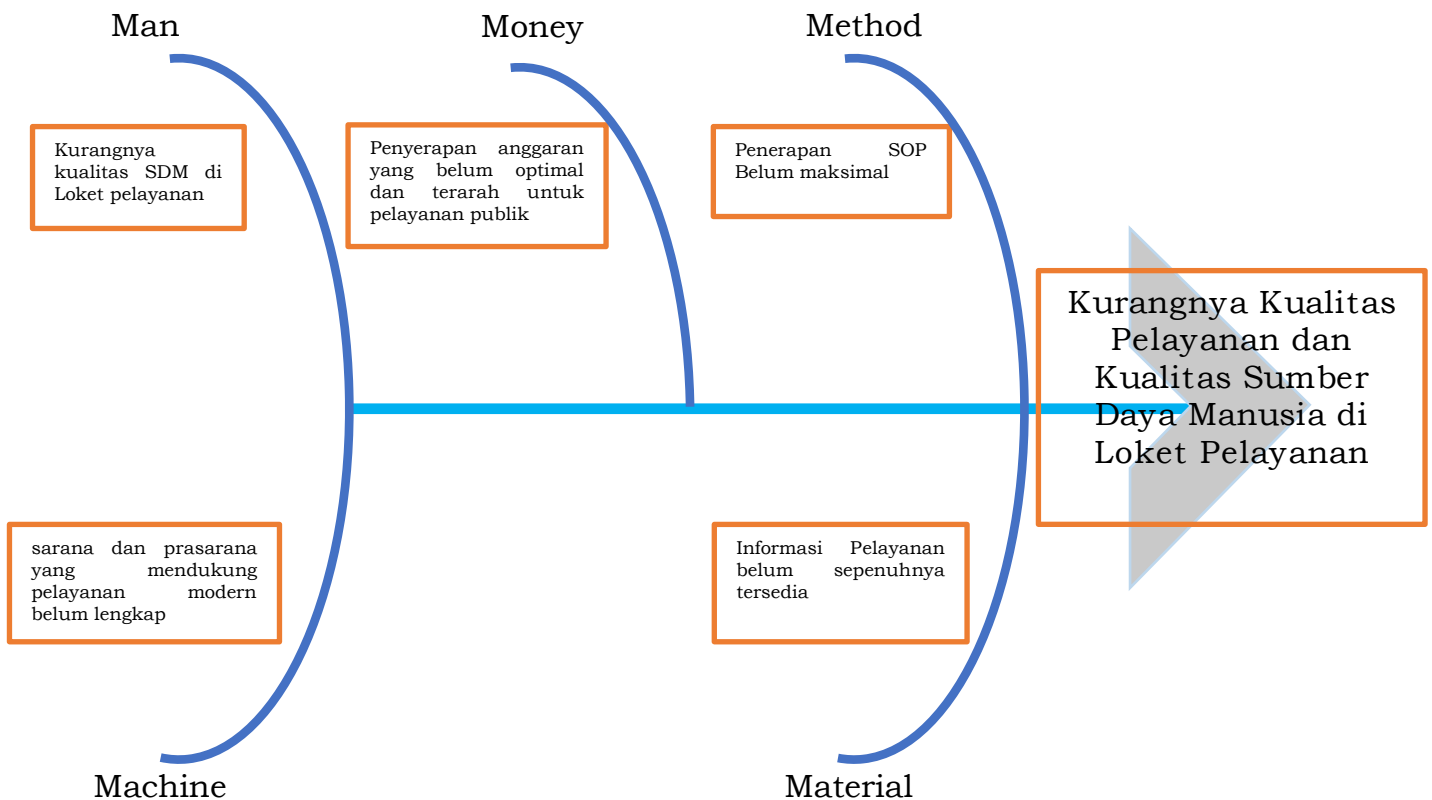 Man
Money
Method
Kurangnya
kualitas SDM di
Loket pelayanan
Penyerapan anggaran
yang belum optimal
dan terarah untuk
pelayanan publik
Penerapan SOP
Belum maksimal
Kurangnya Kualitas
Pelayanan dan
Kualitas Sumber
Daya Manusia di
Loket Pelayanan
sarana dan prasarana
yang mendukung
pelayanan modern
belum lengkap
Informasi Pelayanan
belum sepenuhnya
tersedia
Machine
Material